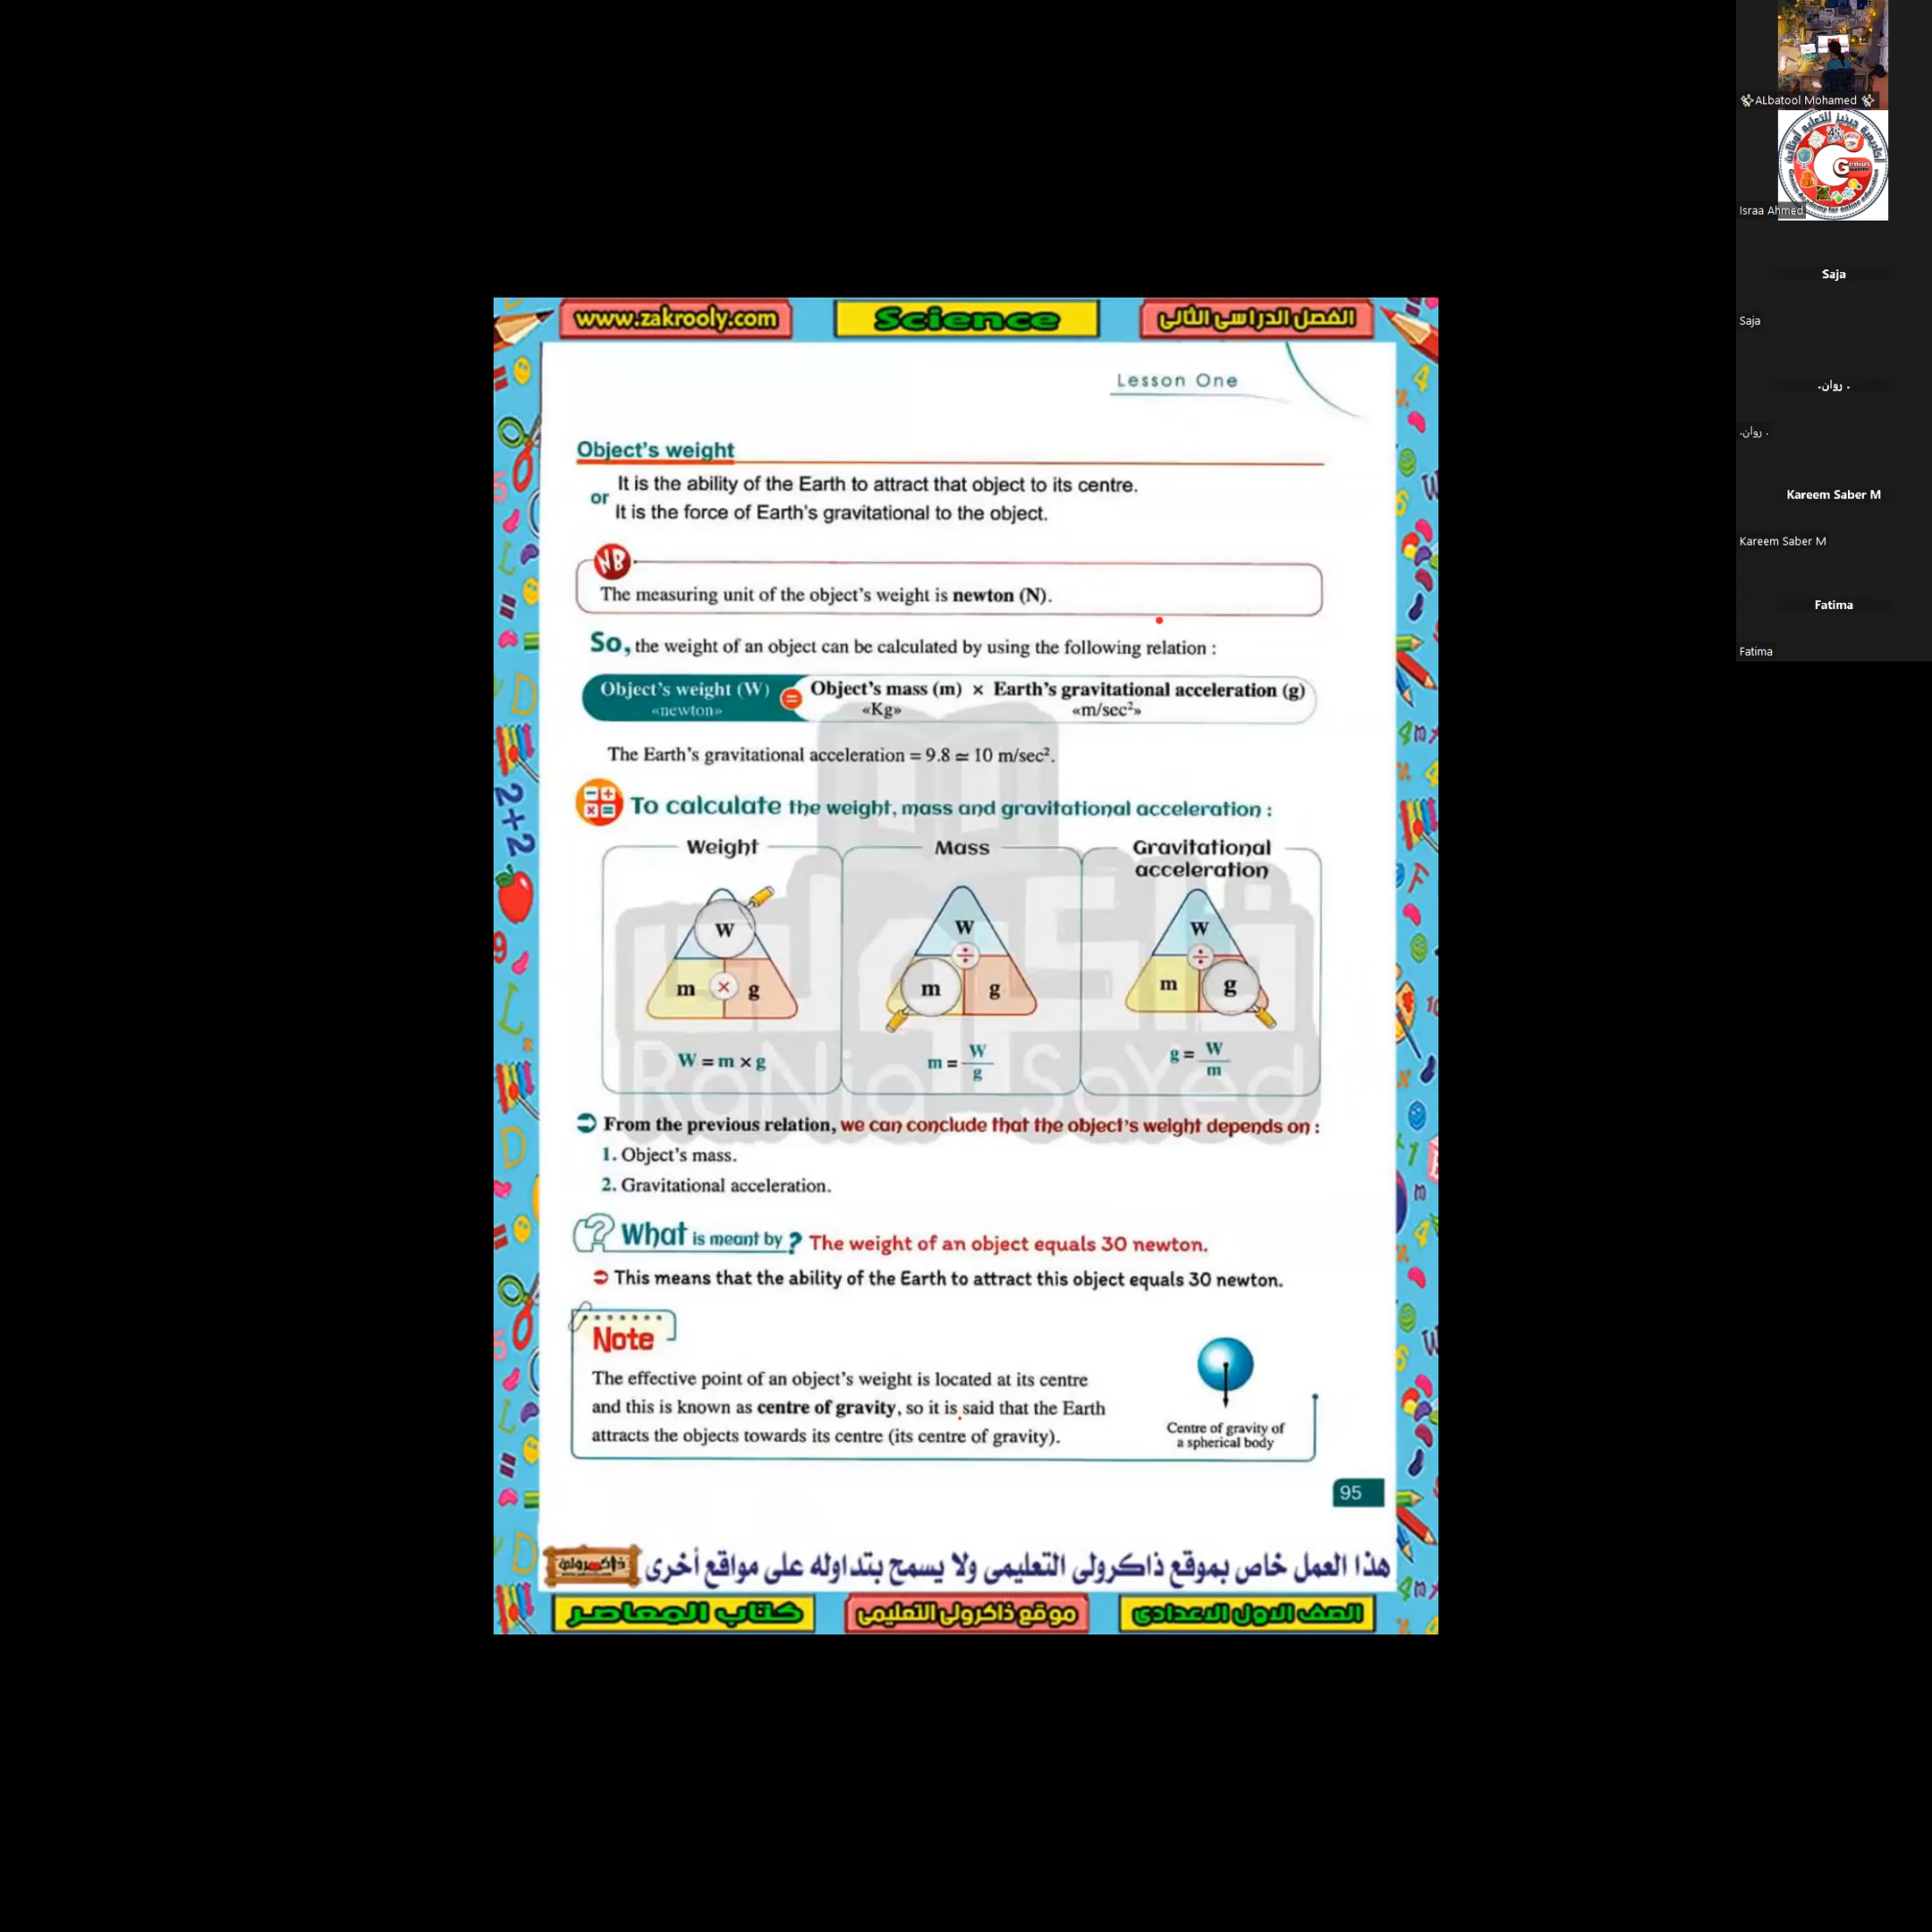 www.zakrooly.com
Science
الفصل الدراسى الثانى
Lesson One
Object's weight
It is the ability of the Earth to attract that object to its centre.
or
It is the force of Earth's gravitational to the object.
NB
The measuring unit of the object's weight is newton (N).
So, the weight of an object can be calculated by using the following relation :
Object's weight (W) = Object's mass (m) × Earth's gravitational acceleration (g)
«newton» «Kg» «m/sec²»
The Earth's gravitational acceleration = 9.8 ≃ 10 m/sec².
To calculate the weight, mass and gravitational acceleration :
Weight
Mass
Gravitational
acceleration
W
m × g
W = m × g
W
÷
m g
m = W/g
W
÷
m g
g = W/m
RaNia SaYed
From the previous relation, we can conclude that the object's weight depends on :
1. Object's mass.
2. Gravitational acceleration.
What is meant by ? The weight of an object equals 30 newton.
This means that the ability of the Earth to attract this object equals 30 newton.
Note
The effective point of an object's weight is located at its centre
and this is known as centre of gravity, so it is said that the Earth
attracts the objects towards its centre (its centre of gravity).
Centre of gravity of
a spherical body
95
هذا العمل خاص بموقع ذاكرولى التعليمى ولا يسمح بتداوله على مواقع أخرى
ذاكرولى
كتاب المعاصر
موقع ذاكرولى التعليمى
الصف الاول الاعدادى
ALbatool Mohamed
Genius
Israa Ahmed
Saja
Saja
روان
روان
Kareem Saber M
Kareem Saber M
Fatima
Fatima